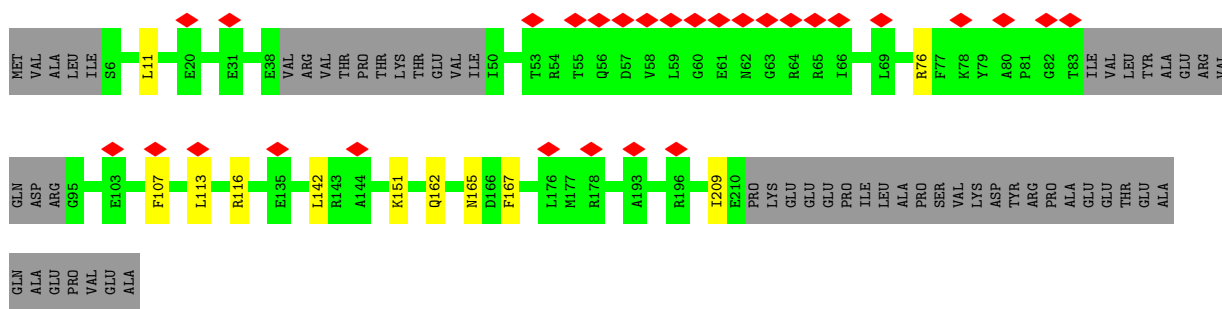 MET VAL ALA LEU ILE S6 L11 E20 E31 E38 VAL ARG VAL THR PRO THR LYS THR GLU VAL ILE I50 T53 R54 T55 Q56 D57 V58 L59 G60 E61 N62 G63 R64 R65 I66 L69 R76 F77 K78 Y79 A80 P81 G82 T83 ILE VAL LEU TYR ALA GLU ARG VAL
GLN ASP ARG G95 E103 F107 L113 R116 E135 L142 R143 A144 K151 Q162 N165 D166 F167 L176 M177 R178 A193 R196 I209 E210 PRO LYS GLU GLU GLU PRO ILE LEU ALA PRO SER VAL LYS ASP TYR ARG PRO ALA GLU GLU THR GLU ALA
GLN ALA GLU PRO VAL GLU ALA